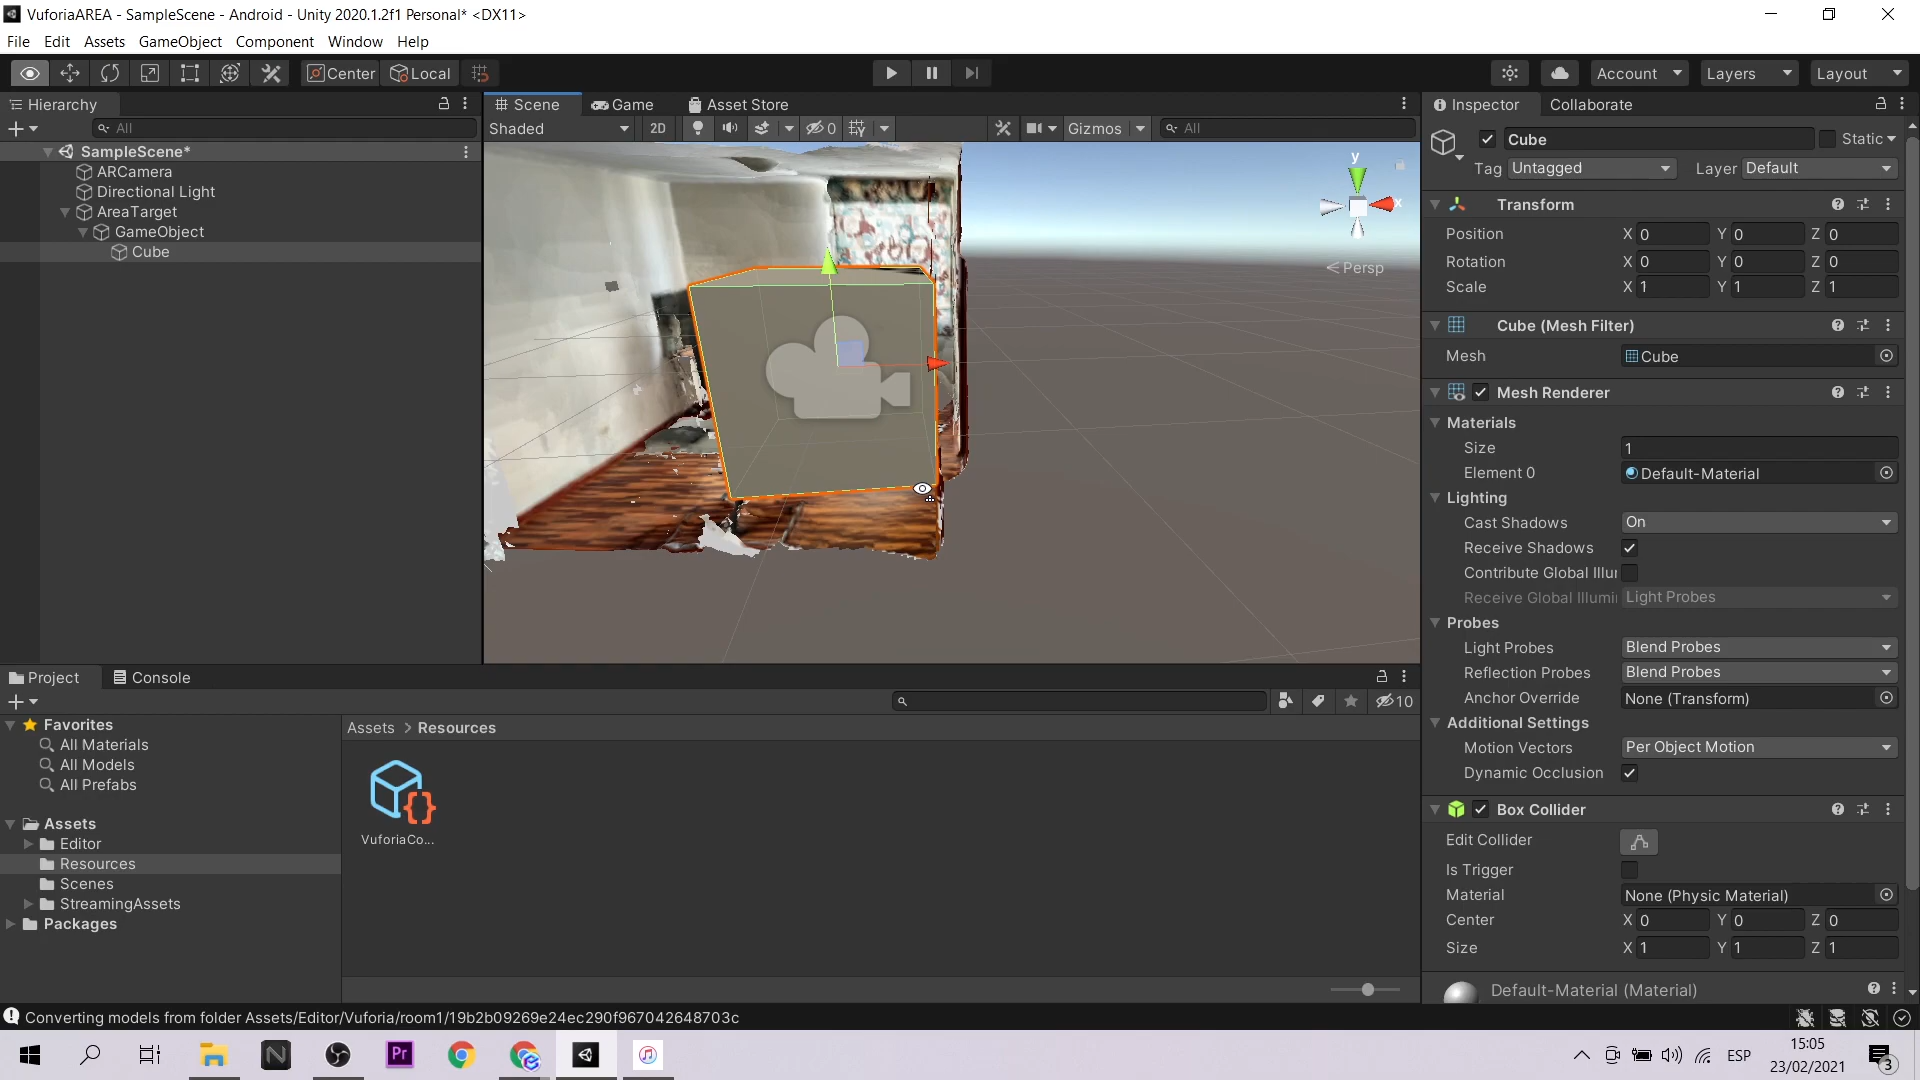 VuforiaAREA - SampleScene - Android - Unity 2020.1.2f1 Personal* <DX11>
File Edit Assets GameObject Component Window Help
Center Local Account Layers Layout
Hierarchy
All
SampleScene*
ARCamera
Directional Light
AreaTarget
GameObject
Cube
Scene Game Asset Store
Shaded 2D 0 Gizmos All
y
x
Persp
Inspector Collaborate
Cube Static
Tag Untagged Layer Default
Transform
Position X 0 Y 0 Z 0
Rotation X 0 Y 0 Z 0
Scale X 1 Y 1 Z 1
Cube (Mesh Filter)
Mesh Cube
Mesh Renderer
Materials
Size 1
Element 0 Default-Material
Lighting
Cast Shadows On
Receive Shadows
Contribute Global Illur
Receive Global Illumi Light Probes
Probes
Light Probes Blend Probes
Reflection Probes Blend Probes
Anchor Override None (Transform)
Additional Settings
Motion Vectors Per Object Motion
Dynamic Occlusion
Box Collider
Edit Collider
Is Trigger
Material None (Physic Material)
Center X 0 Y 0 Z 0
Size X 1 Y 1 Z 1
Default-Material (Material)
Project Console
10
Favorites
All Materials
All Models
All Prefabs
Assets
Editor
Resources
Scenes
StreamingAssets
Packages
Assets > Resources
VuforiaCo...
Converting models from folder Assets/Editor/Vuforia/room1/19b2b09269e24ec290f967042648703c
Pr
ESP
15:05
23/02/2021
3